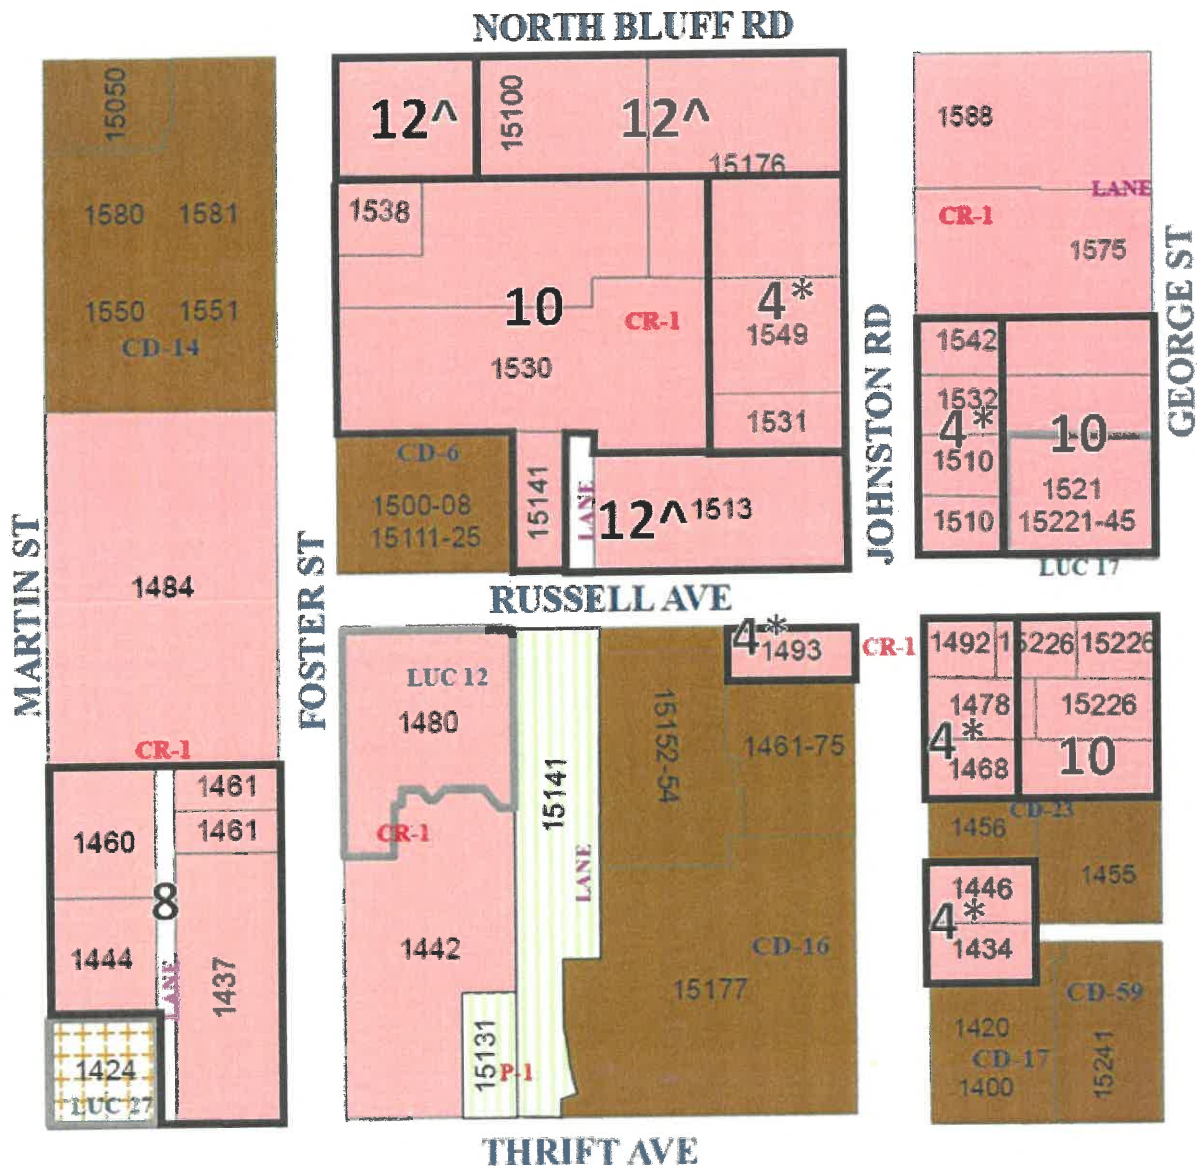 NORTH BLUFF RD
15050
1580 1581
1550 1551
CD-14
1484
MARTIN ST
CR-1
1461
1461
1460
8
1444
LANE
1437
1424
LUC 27
FOSTER ST
12^
15100
12^
15176
1538
10
CR-1
4*
1549
1530
1531
CD-6
1500-08
15111-25
15141
LANE
12^
1513
JOHNSTON RD
1588
LANE
CR-1
1575
GEORGE ST
1542
1532
4*
1510
1510
10
1521
15221-45
LUC 17
RUSSELL AVE
LUC 12
1480
CR-1
1442
15131
P-1
15141
LANE
15152-54
4*
1493
CR-1
1461-75
CD-16
15177
1492
15226
15226
1478
15226
4*
1468
10
CD-23
1456
1455
1446
4*
1434
CD-59
1420
CD-17
1400
15241
THRIFT AVE